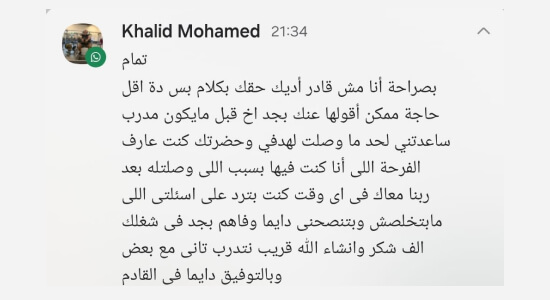 Khalid Mohamed 21:34
تمام
بصراحة أنا مش قادر أديك حقك بكلام بس دة اقل
حاجة ممكن أقولها عنك بجد اخ قبل مايكون مدرب
ساعدتني لحد ما وصلت لهدفي وحضرتك كنت عارف
الفرحة اللى أنا كنت فيها بسبب اللى وصلتله بعد
ربنا معاك فى اى وقت كنت بترد على اسئلتى اللى
مابتخلصش وبتنصحنى دايما وفاهم بجد فى شغلك
الف شكر وانشاء الله قريب نتدرب تانى مع بعض
وبالتوفيق دايما فى القادم